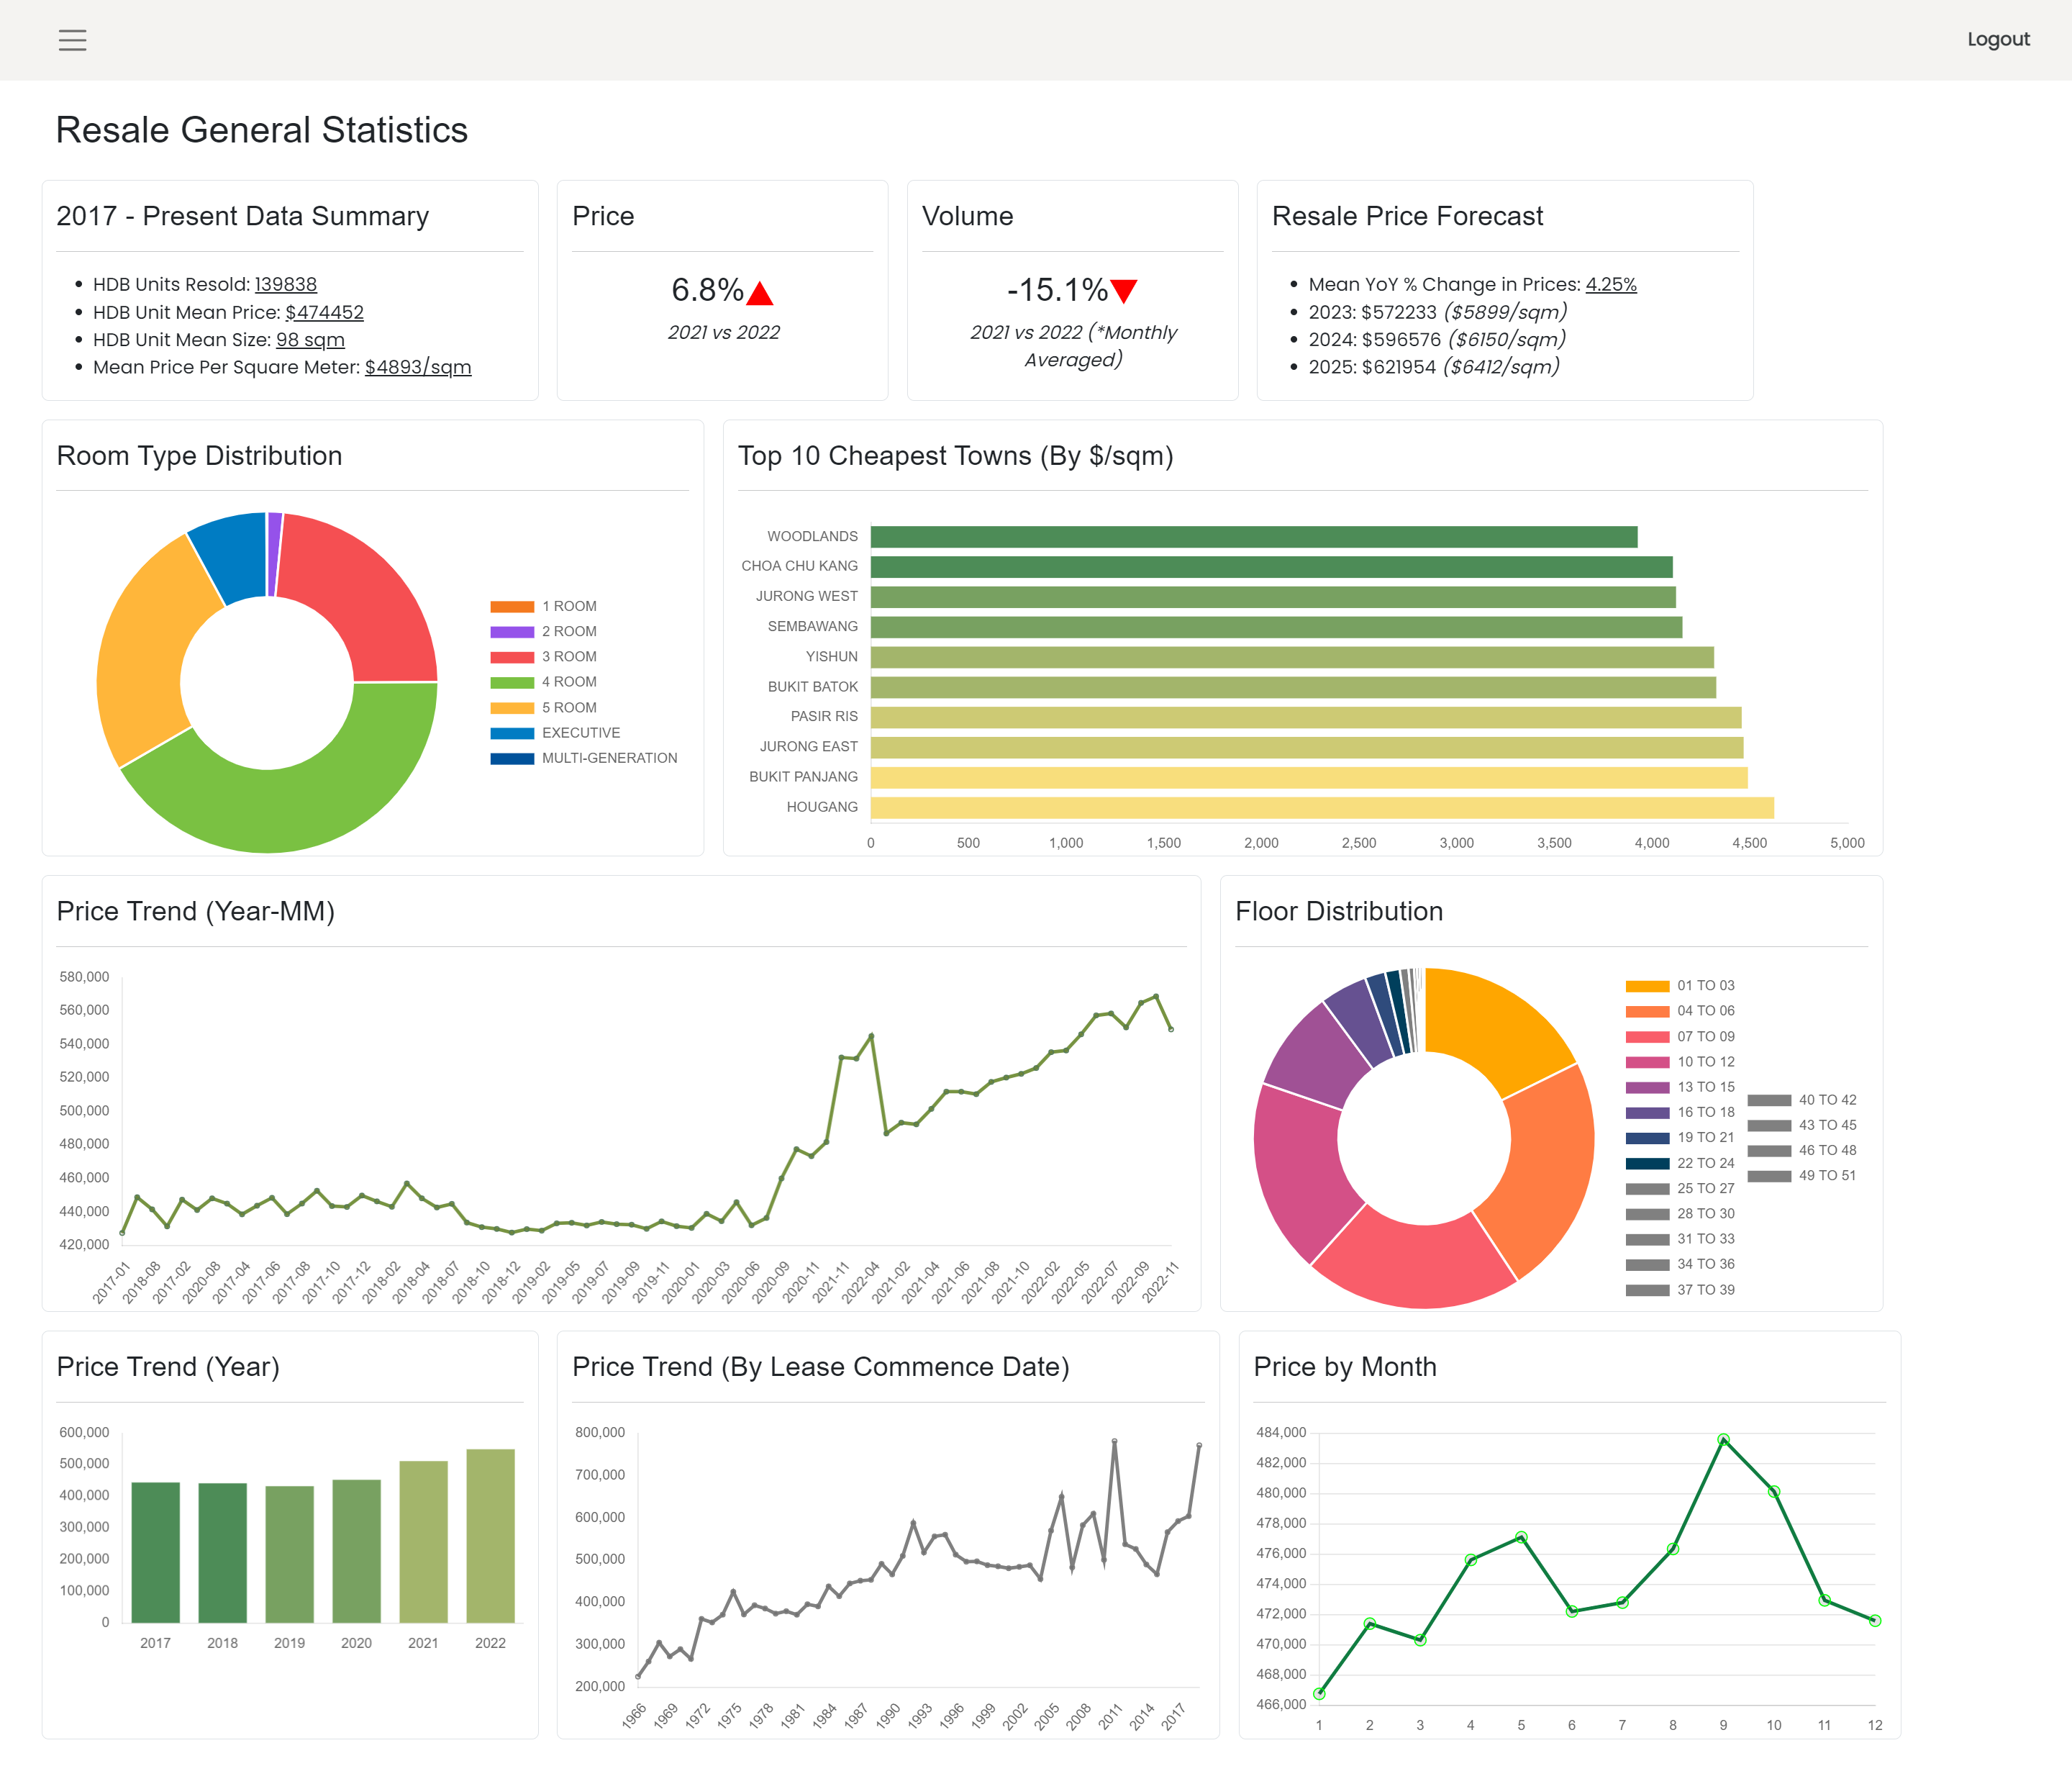 Logout
Resale General Statistics
2017 - Present Data Summary
HDB Units Resold: 139838
HDB Unit Mean Price: $474452
HDB Unit Mean Size: 98 sqm
Mean Price Per Square Meter: $4893/sqm
Price
6.8%
2021 vs 2022
Volume
-15.1%
2021 vs 2022 (*Monthly
Averaged)
Resale Price Forecast
Mean YoY % Change in Prices: 4.25%
2023: $572233 ($5899/sqm)
2024: $596576 ($6150/sqm)
2025: $621954 ($6412/sqm)
Room Type Distribution
1 ROOM
2 ROOM
3 ROOM
4 ROOM
5 ROOM
EXECUTIVE
MULTI-GENERATION
Top 10 Cheapest Towns (By $/sqm)
WOODLANDS
CHOA CHU KANG
JURONG WEST
SEMBAWANG
YISHUN
BUKIT BATOK
PASIR RIS
JURONG EAST
BUKIT PANJANG
HOUGANG
0 500 1,000 1,500 2,000 2,500 3,000 3,500 4,000 4,500 5,000
Price Trend (Year-MM)
580,000
560,000
540,000
520,000
500,000
480,000
460,000
440,000
420,000
2017-01 2018-08 2017-02 2020-08 2017-04 2017-06 2017-08 2017-10 2017-12 2018-02 2018-04 2018-07 2018-10 2018-12 2019-02 2019-05 2019-07 2019-09 2019-11 2020-01 2020-03 2020-06 2020-09 2020-11 2021-11 2022-04 2021-02 2021-04 2021-06 2021-08 2021-10 2022-02 2022-05 2022-07 2022-09 2022-11
Floor Distribution
01 TO 03
04 TO 06
07 TO 09
10 TO 12
13 TO 15
16 TO 18
19 TO 21
22 TO 24
25 TO 27
28 TO 30
31 TO 33
34 TO 36
37 TO 39
40 TO 42
43 TO 45
46 TO 48
49 TO 51
Price Trend (Year)
600,000
500,000
400,000
300,000
200,000
100,000
0
2017 2018 2019 2020 2021 2022
Price Trend (By Lease Commence Date)
800,000
700,000
600,000
500,000
400,000
300,000
200,000
1966 1969 1972 1975 1978 1981 1984 1987 1990 1993 1996 1999 2002 2005 2008 2011 2014 2017
Price by Month
484,000
482,000
480,000
478,000
476,000
474,000
472,000
470,000
468,000
466,000
1 2 3 4 5 6 7 8 9 10 11 12